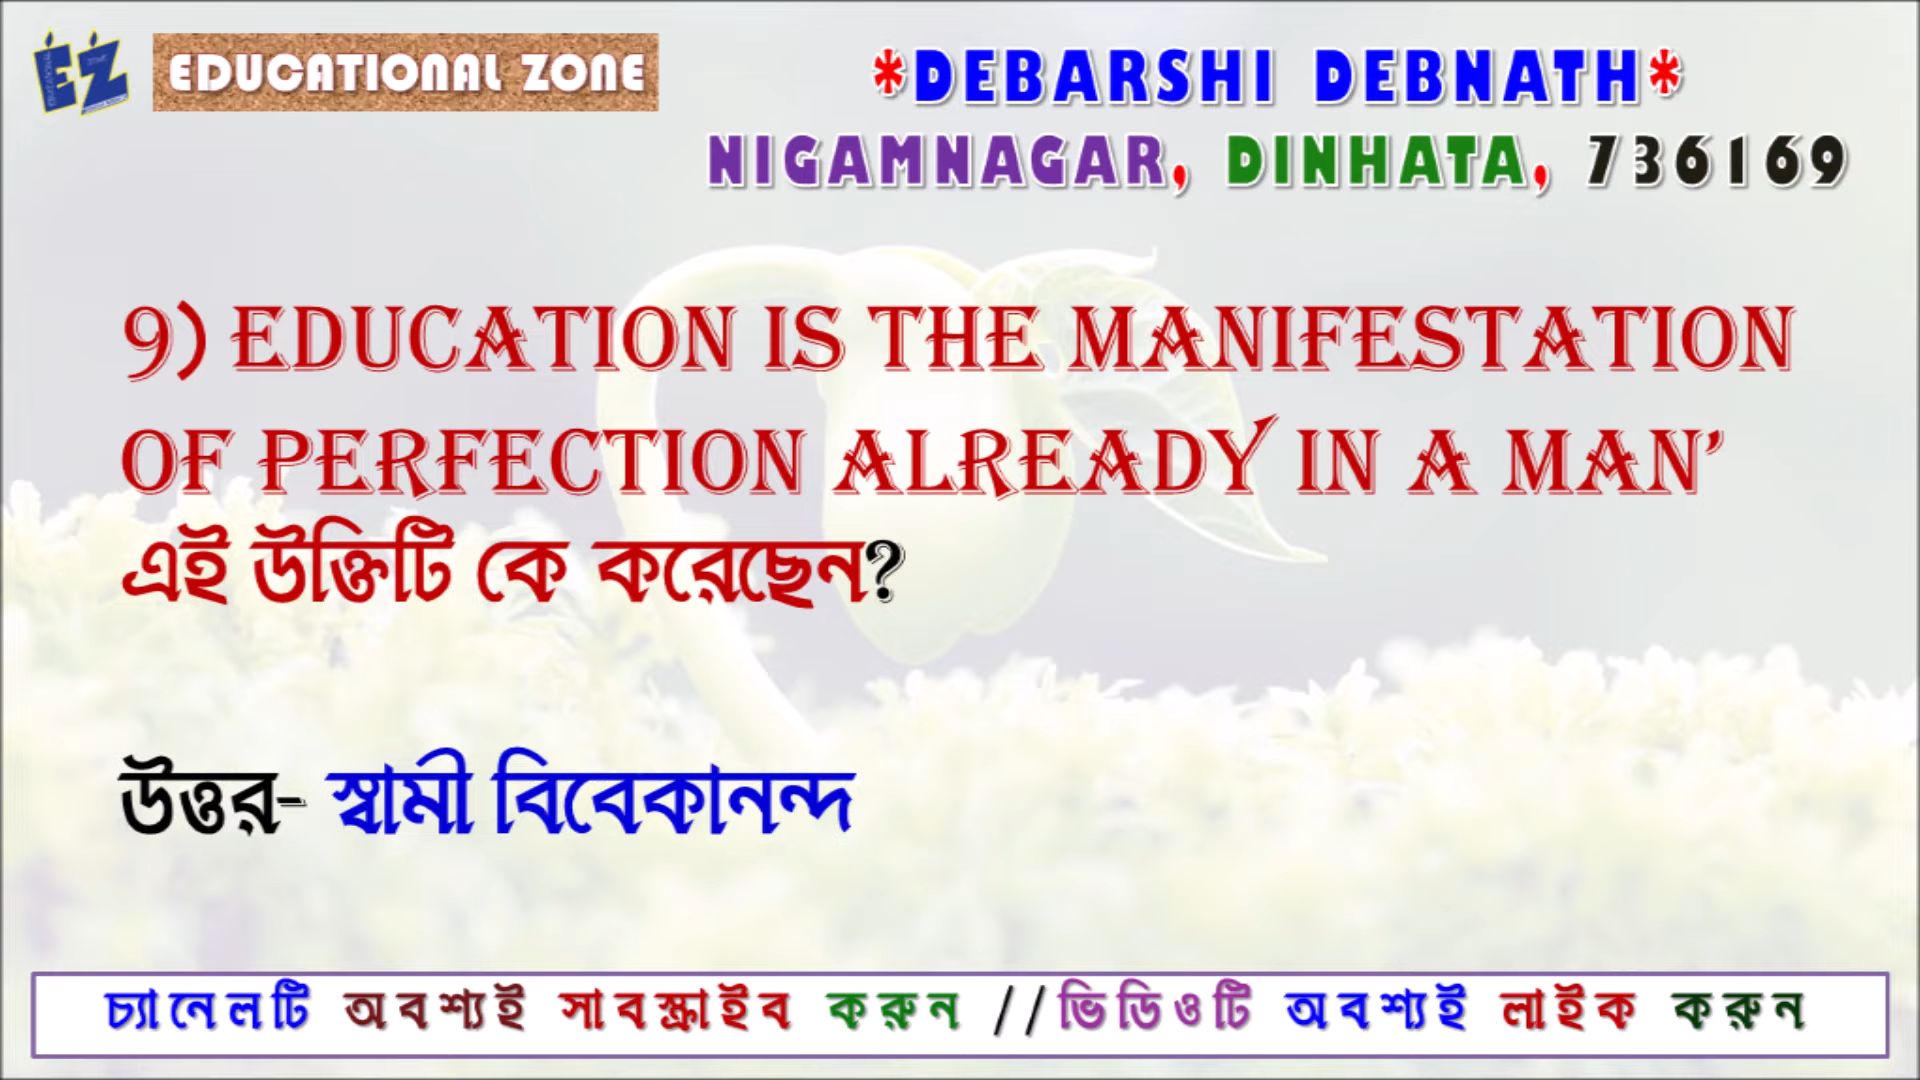 EZ
EDUCATIONAL ZONE
*DEBARSHI DEBNATH*
NIGAMNAGAR, DINHATA, 736169
9) EDUCATION IS THE MANIFESTATION
OF PERFECTION ALREADY IN A MAN’
এই উক্তিটি কে করেছেন?
উত্তর- স্বামী বিবেকানন্দ
চ্যানেলটি অবশ্যই সাবস্ক্রাইব করুন //ভিডিওটি অবশ্যই লাইক করুন